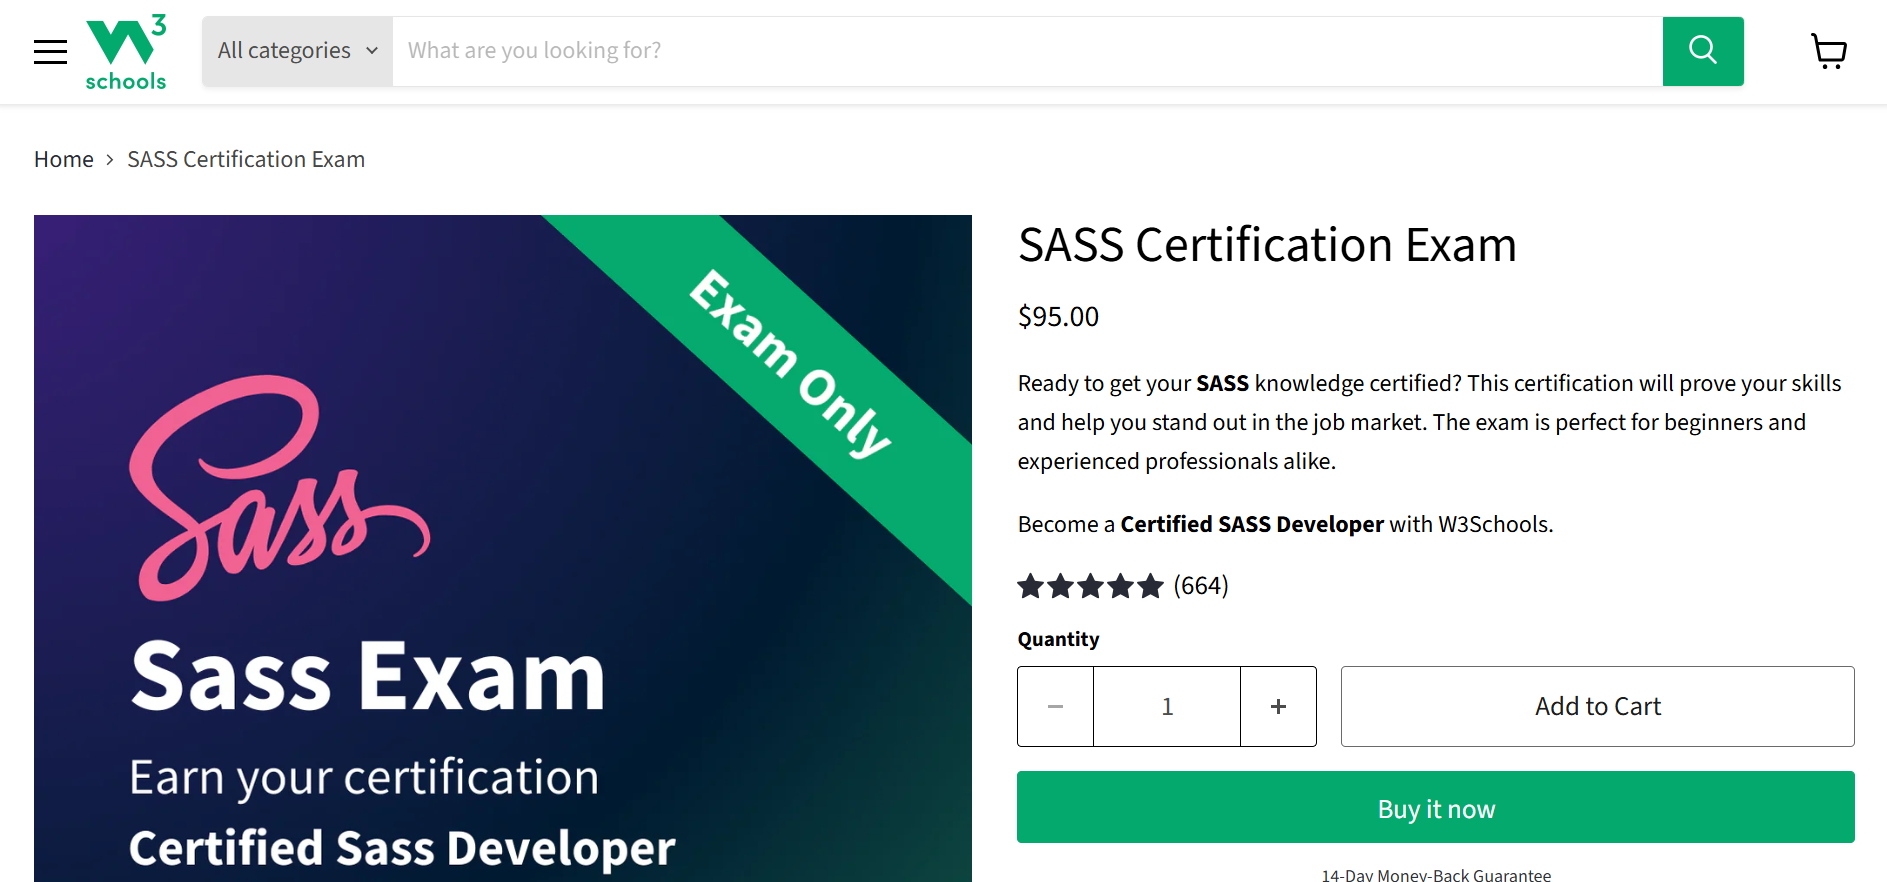 W3
schools
All categories
What are you looking for?
Home
SASS Certification Exam
Exam Only
Sass
Sass Exam
Earn your certification
Certified Sass Developer
SASS Certification Exam
$95.00
Ready to get your SASS knowledge certified? This certification will prove your skills
and help you stand out in the job market. The exam is perfect for beginners and
experienced professionals alike.
Become a Certified SASS Developer with W3Schools.
(664)
Quantity
− 1 +
Add to Cart
Buy it now
14-Day Money-Back Guarantee